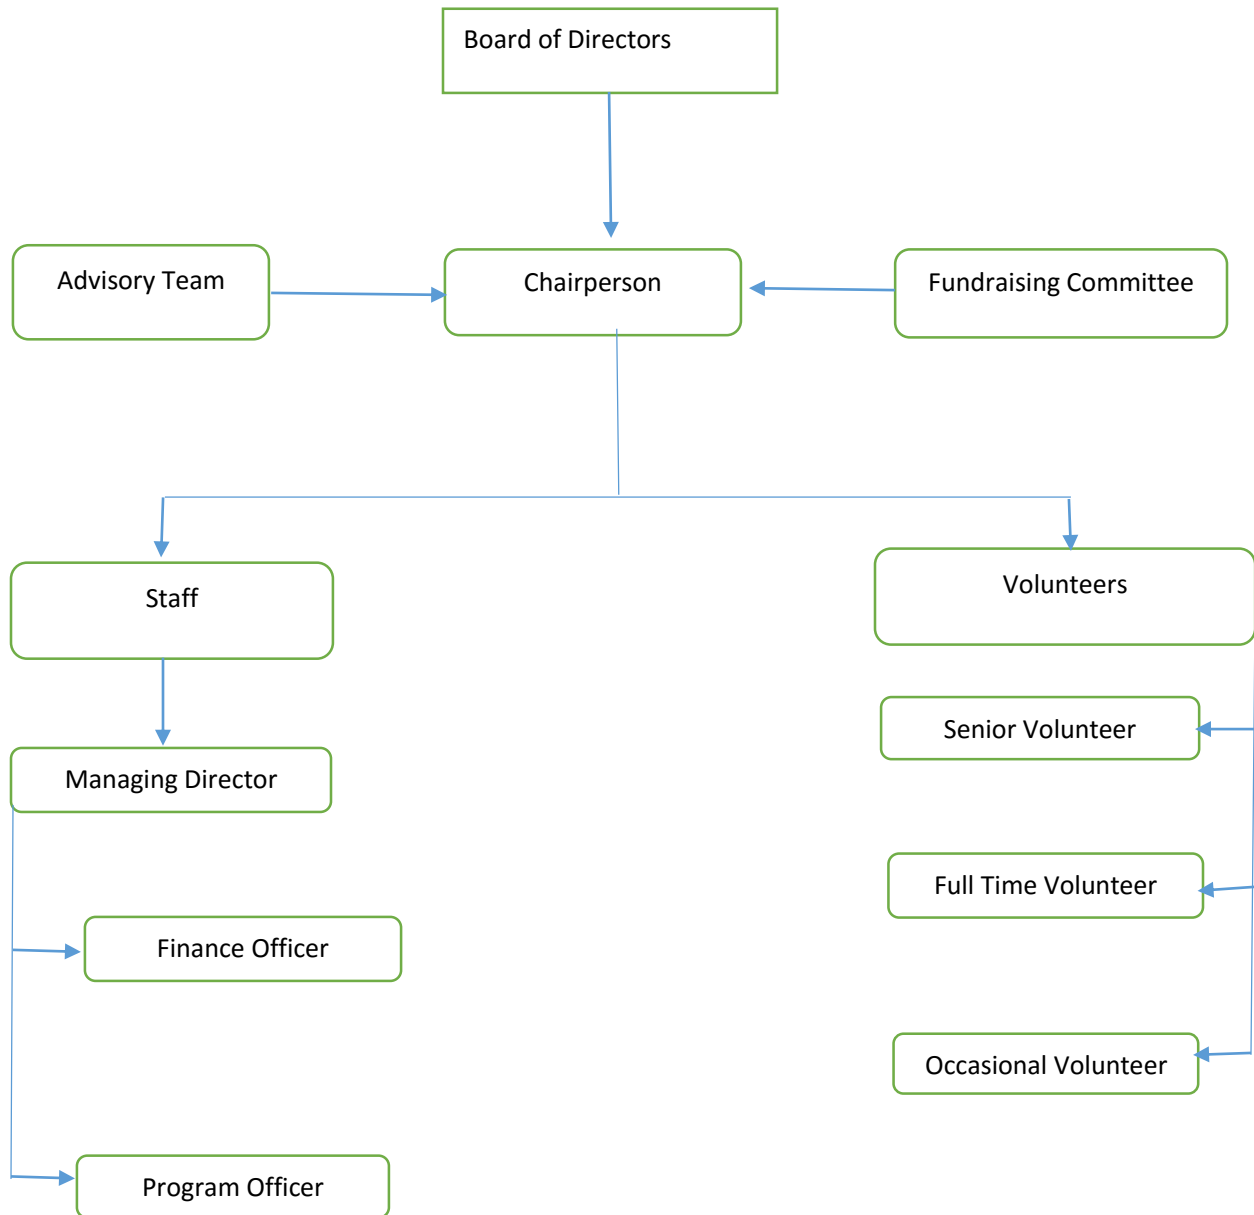 Board of Directors
Advisory Team
Chairperson
Fundraising Committee
Staff
Volunteers
Senior Volunteer
Managing Director
Full Time Volunteer
Finance Officer
Occasional Volunteer
Program Officer